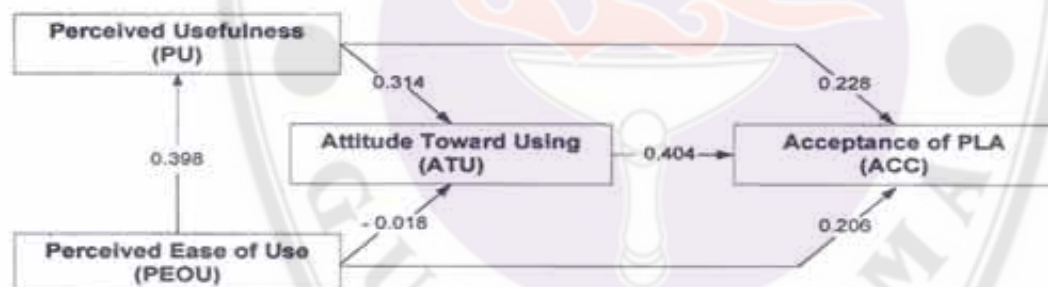 Perceived Usefulness
(PU)
0.314
0.228
Attitude Toward Using
(ATU)
0.404
Acceptance of PLA
(ACC)
0.398
- 0.018
0.206
Perceived Ease of Use
(PEOU)
G U
M A